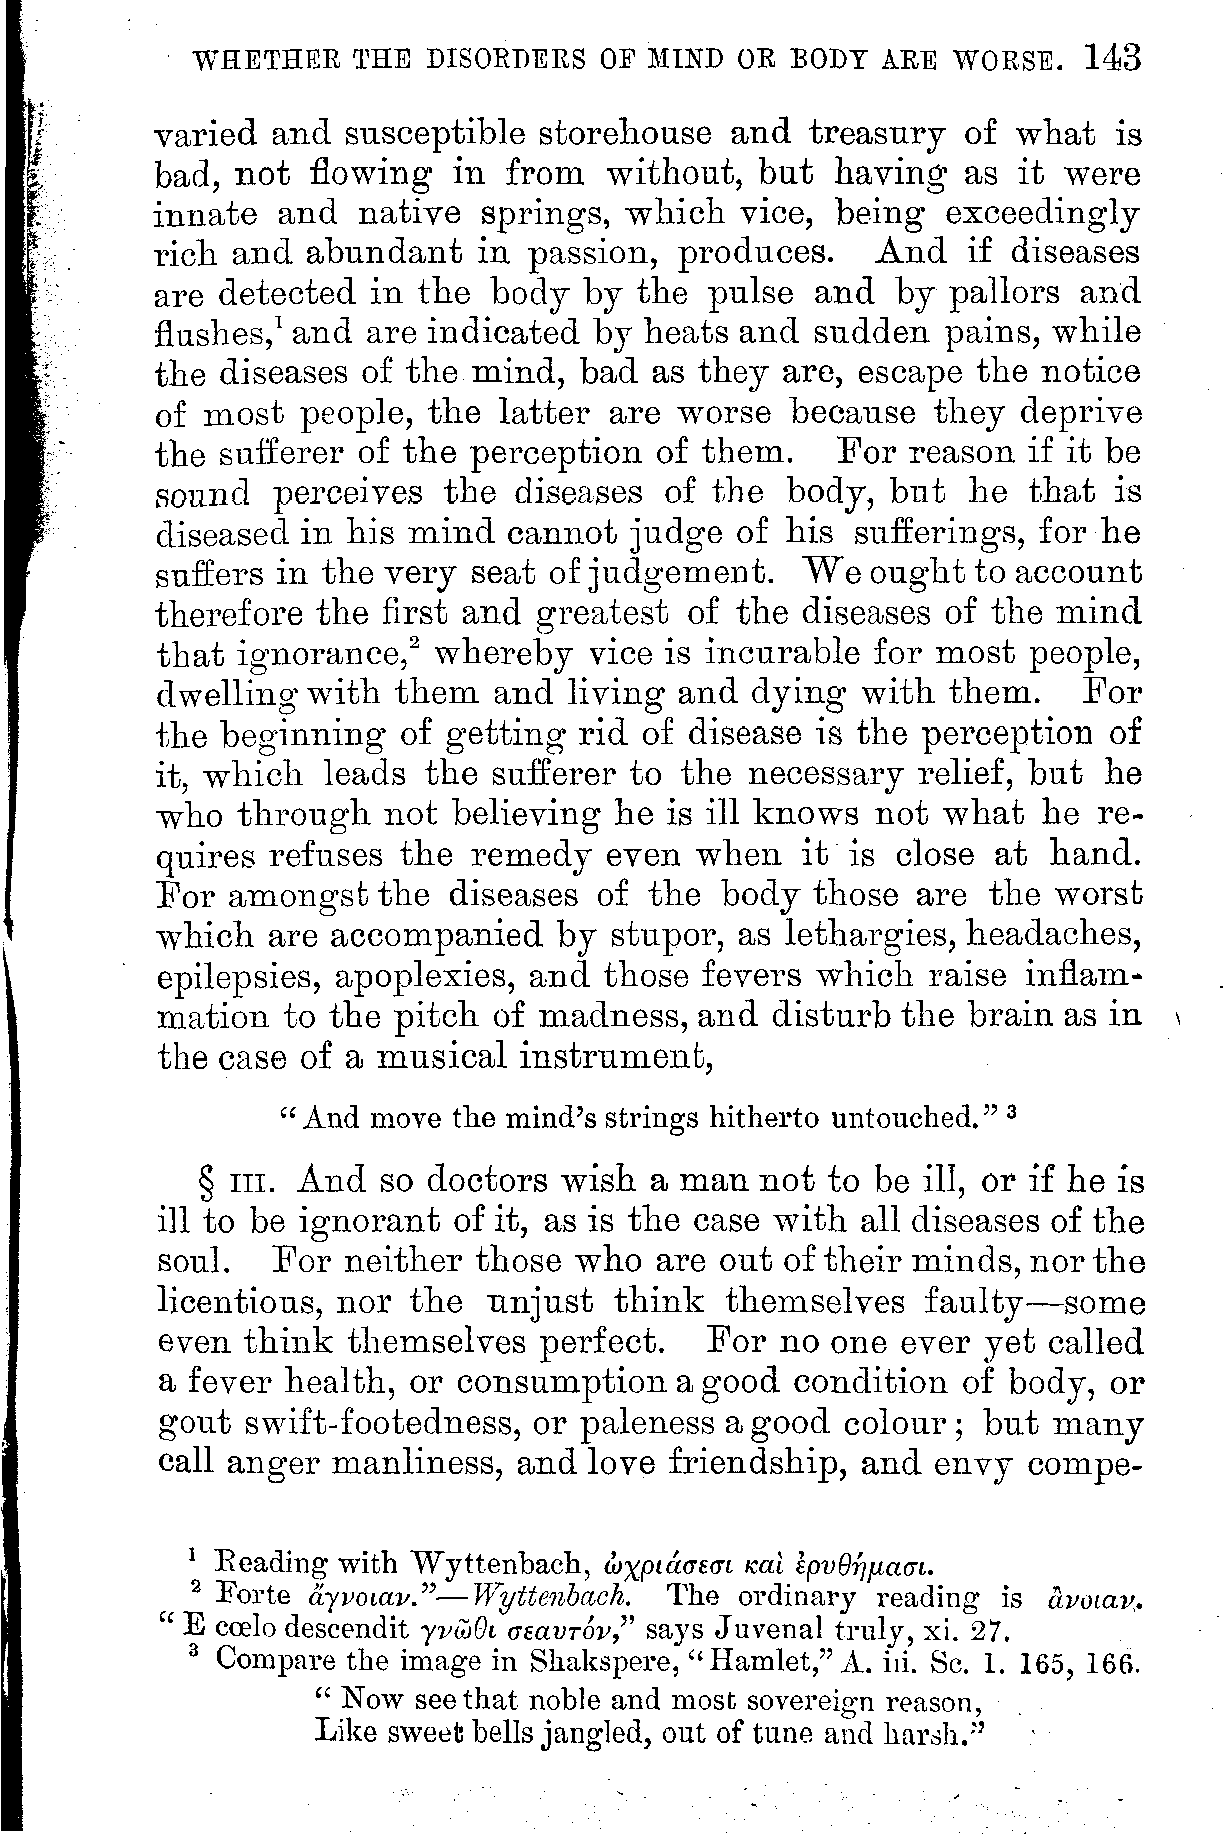 WHETHER THE DISORDERS OF MIND OR BODY ARE WORSE. 143
varied and susceptible storehouse and treasury of what is
bad, not flowing in from without, but having as it were
innate and native springs, which vice, being exceedingly
rich and abundant in passion, produces. And if diseases
are detected in the body by the pulse and by pallors and
flushes,¹ and are indicated by heats and sudden pains, while
the diseases of the mind, bad as they are, escape the notice
of most people, the latter are worse because they deprive
the sufferer of the perception of them. For reason if it be
sound perceives the diseases of the body, but he that is
diseased in his mind cannot judge of his sufferings, for he
suffers in the very seat of judgement. We ought to account
therefore the first and greatest of the diseases of the mind
that ignorance,² whereby vice is incurable for most people,
dwelling with them and living and dying with them. For
the beginning of getting rid of disease is the perception of
it, which leads the sufferer to the necessary relief, but he
who through not believing he is ill knows not what he re-
quires refuses the remedy even when it is close at hand.
For amongst the diseases of the body those are the worst
which are accompanied by stupor, as lethargies, headaches,
epilepsies, apoplexies, and those fevers which raise inflam-
mation to the pitch of madness, and disturb the brain as in
the case of a musical instrument,
"And move the mind's strings hitherto untouched." ³
§ III. And so doctors wish a man not to be ill, or if he is
ill to be ignorant of it, as is the case with all diseases of the
soul. For neither those who are out of their minds, nor the
licentious, nor the unjust think themselves faulty—some
even think themselves perfect. For no one ever yet called
a fever health, or consumption a good condition of body, or
gout swift-footedness, or paleness a good colour; but many
call anger manliness, and love friendship, and envy compe-
¹ Reading with Wyttenbach, ὠχριάσεσι καὶ ἐρυθήμασι.
² Forte ἄγνοιαν."—Wyttenbach. The ordinary reading is ἄνοιαν.
"E cœlo descendit γνῶθι σεαυτόν," says Juvenal truly, xi. 27.
³ Compare the image in Shakspere, "Hamlet," A. iii. Sc. 1. 165, 166.
"Now see that noble and most sovereign reason,
Like sweet bells jangled, out of tune and harsh."